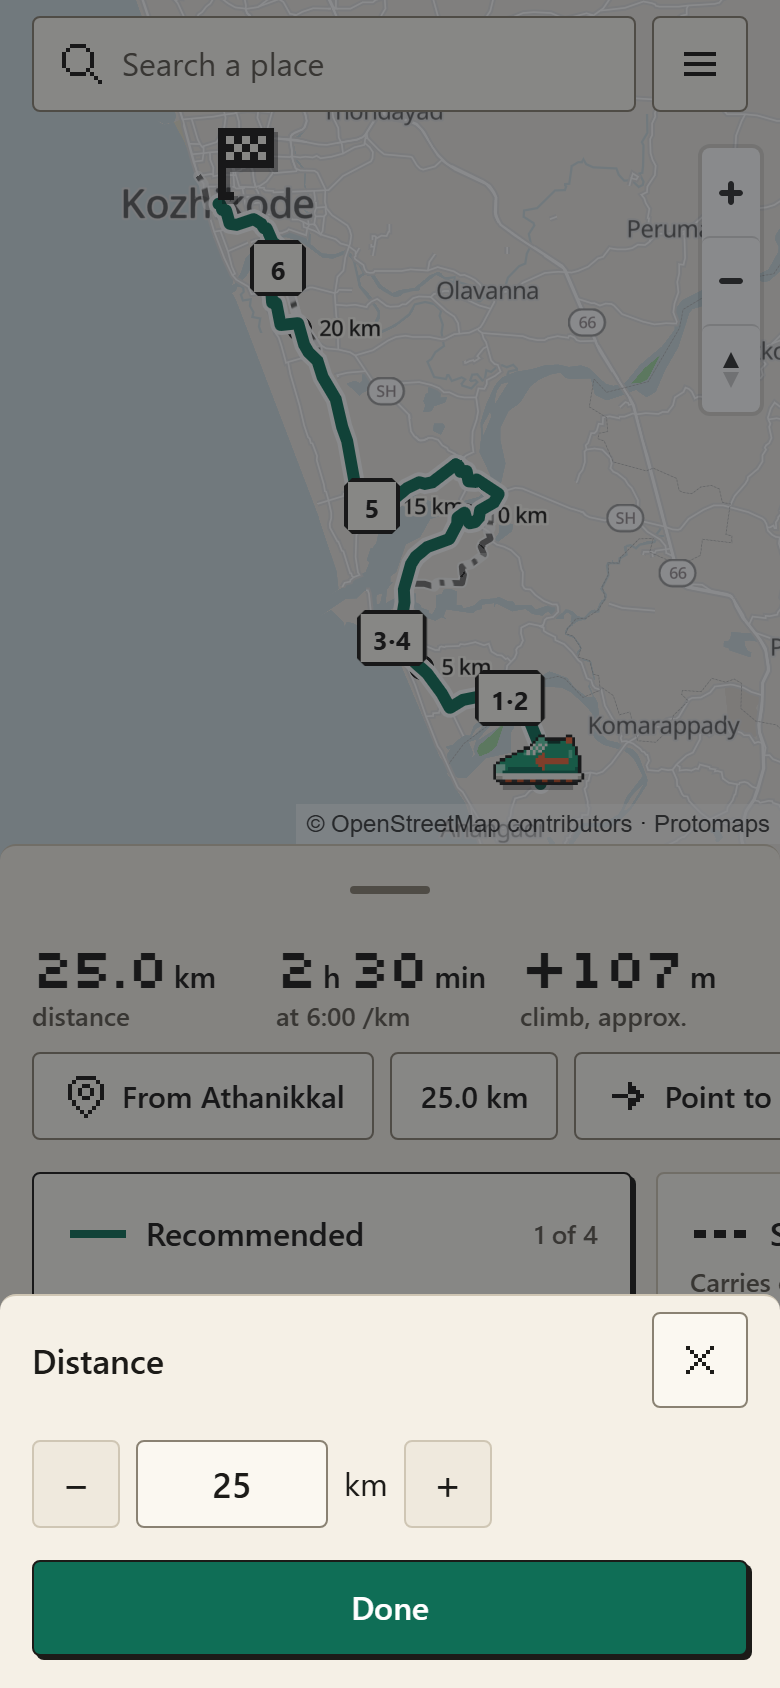 Search a place
Kozh kode
6
Olavanna
66
20 km
SH
5
15 km
0 km
SH
66
3·4
5 km
1·2
Komarappady
© OpenStreetMap contributors · Protomaps
25.0 km
2 h 30 min
+107 m
distance
at 6:00 /km
climb, approx.
From Athanikkal
25.0 km
Point to
Recommended
1 of 4
Carries
Distance
−
25
km
+
Done